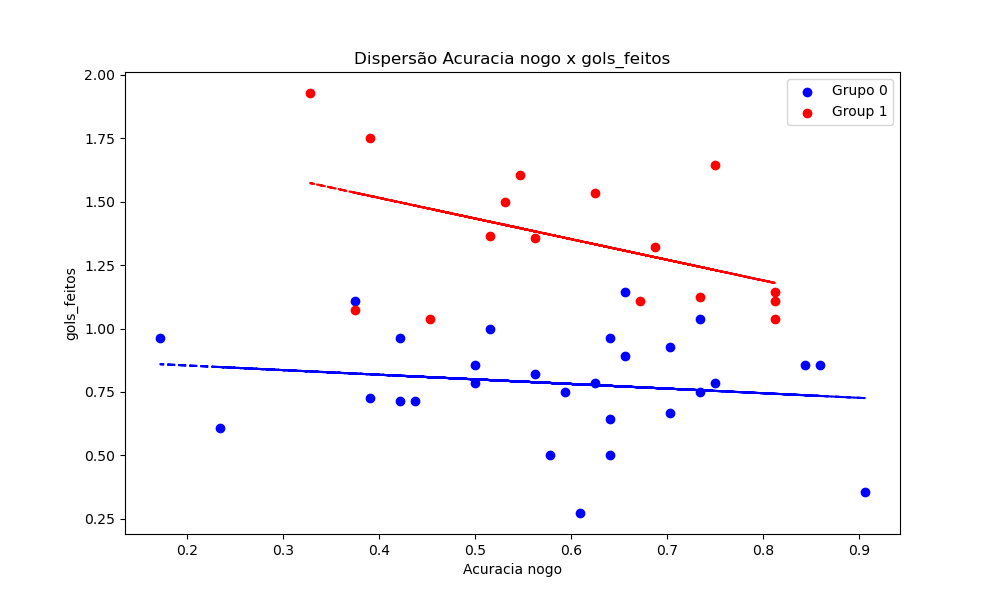 Dispersão Acuracia nogo x gols_feitos
Grupo 0
Group 1
gols_feitos
2.00
1.75
1.50
1.25
1.00
0.75
0.50
0.25
0.2 0.3 0.4 0.5 0.6 0.7 0.8 0.9
Acuracia nogo